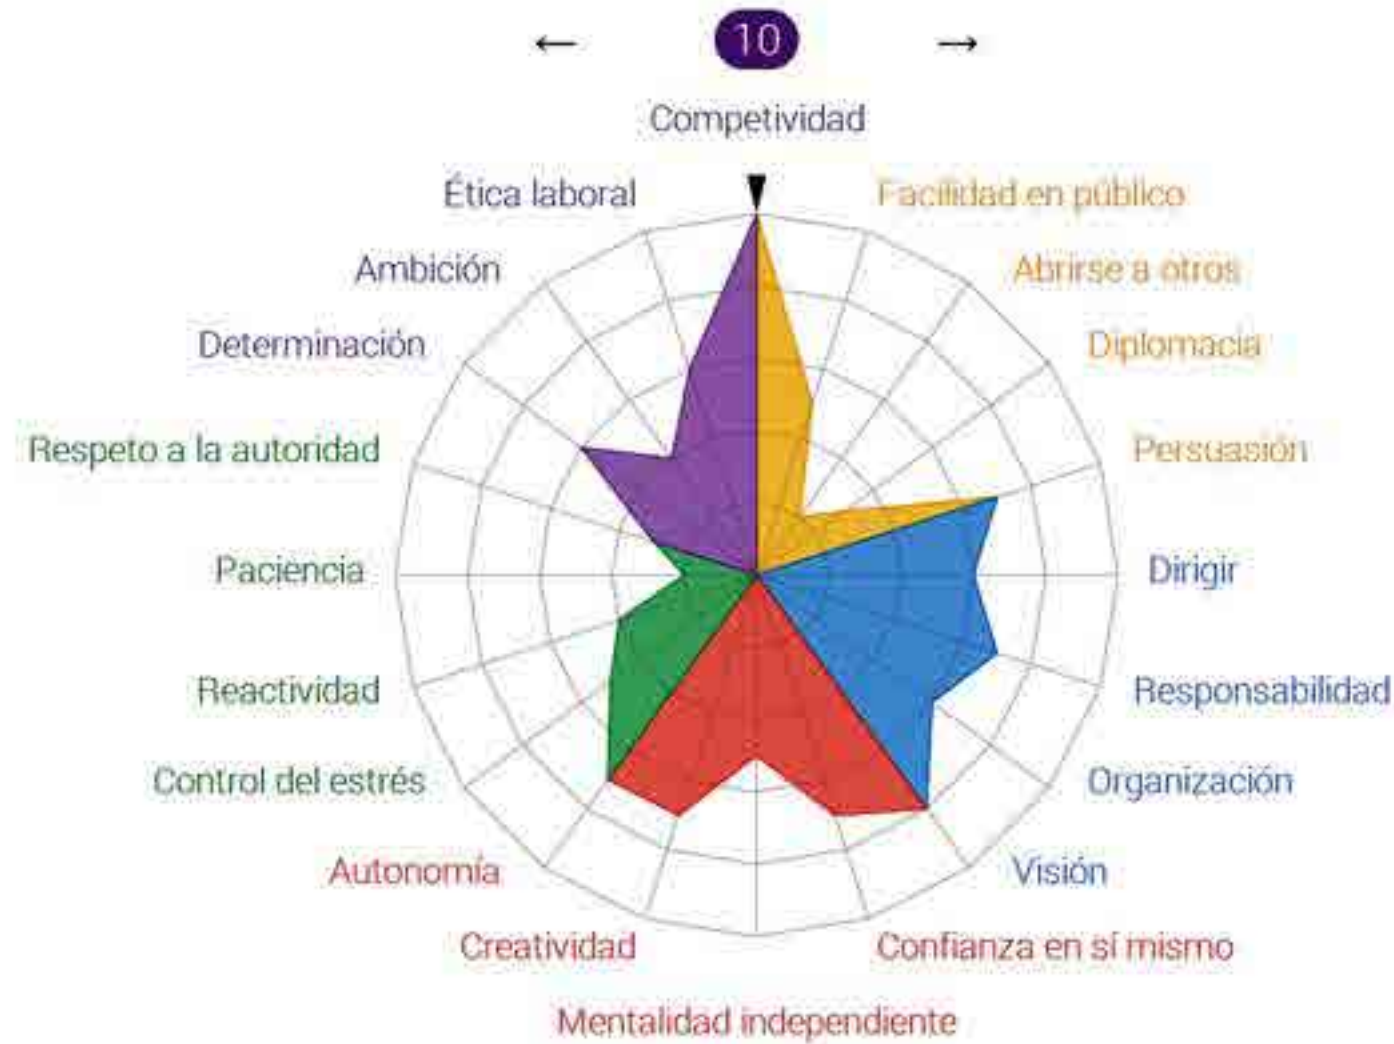 ← 10 →
Competividad
Ética laboral
Facilidad en público
Ambición
Abrirse a otros
Determinación
Diplomacia
Respeto a la autoridad
Persuasión
Paciencia
Dirigir
Reactividad
Responsabilidad
Control del estrés
Organización
Autonomía
Visión
Creatividad
Confianza en sí mismo
Mentalidad independiente